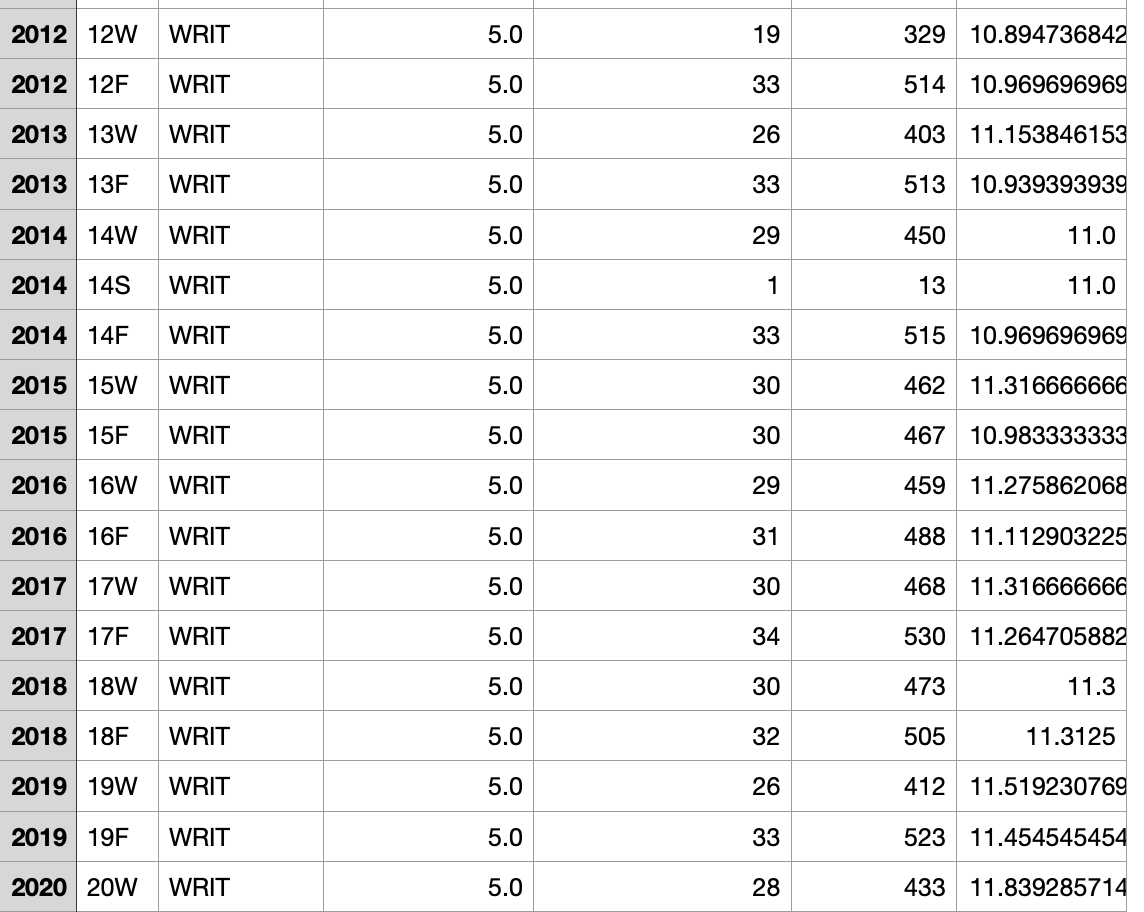 2012 12W WRIT 5.0 19 329 10.894736842
2012 12F WRIT 5.0 33 514 10.969696969
2013 13W WRIT 5.0 26 403 11.153846153
2013 13F WRIT 5.0 33 513 10.939393939
2014 14W WRIT 5.0 29 450 11.0
2014 14S WRIT 5.0 1 13 11.0
2014 14F WRIT 5.0 33 515 10.969696969
2015 15W WRIT 5.0 30 462 11.316666666
2015 15F WRIT 5.0 30 467 10.983333333
2016 16W WRIT 5.0 29 459 11.275862068
2016 16F WRIT 5.0 31 488 11.112903225
2017 17W WRIT 5.0 30 468 11.316666666
2017 17F WRIT 5.0 34 530 11.264705882
2018 18W WRIT 5.0 30 473 11.3
2018 18F WRIT 5.0 32 505 11.3125
2019 19W WRIT 5.0 26 412 11.519230769
2019 19F WRIT 5.0 33 523 11.454545454
2020 20W WRIT 5.0 28 433 11.839285714